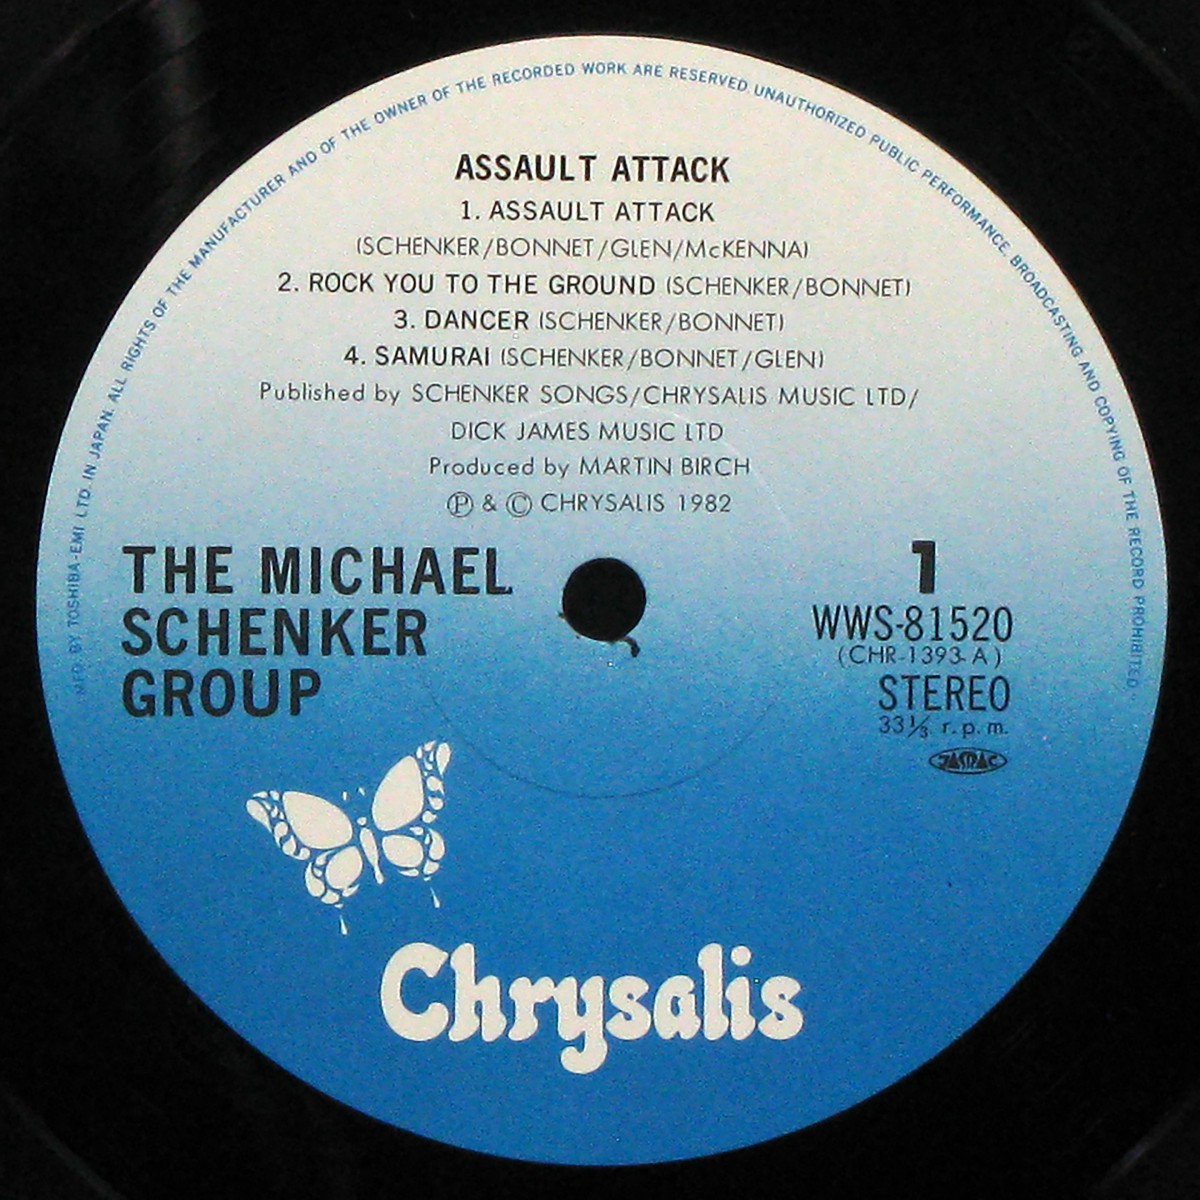 MFD. BY TOSHIBA-EMI LTD. IN JAPAN. ALL RIGHTS OF THE MANUFACTURER AND OF THE OWNER OF THE RECORDED WORK ARE RESERVED. UNAUTHORIZED PUBLIC PERFORMANCE, BROADCASTING AND COPYING OF THE RECORD PROHIBITED.
ASSAULT ATTACK
1. ASSAULT ATTACK
(SCHENKER/BONNET/GLEN/McKENNA)
2. ROCK YOU TO THE GROUND (SCHENKER/BONNET)
3. DANCER (SCHENKER/BONNET)
4. SAMURAI (SCHENKER/BONNET/GLEN)
Published by SCHENKER SONGS/CHRYSALIS MUSIC LTD/
DICK JAMES MUSIC LTD
Produced by MARTIN BIRCH
Ⓟ & Ⓒ CHRYSALIS 1982
THE MICHAEL
SCHENKER
GROUP
1
WWS-81520
(CHR-1393-A)
STEREO
33⅓ r.p.m.
JASRAC
Chrysalis